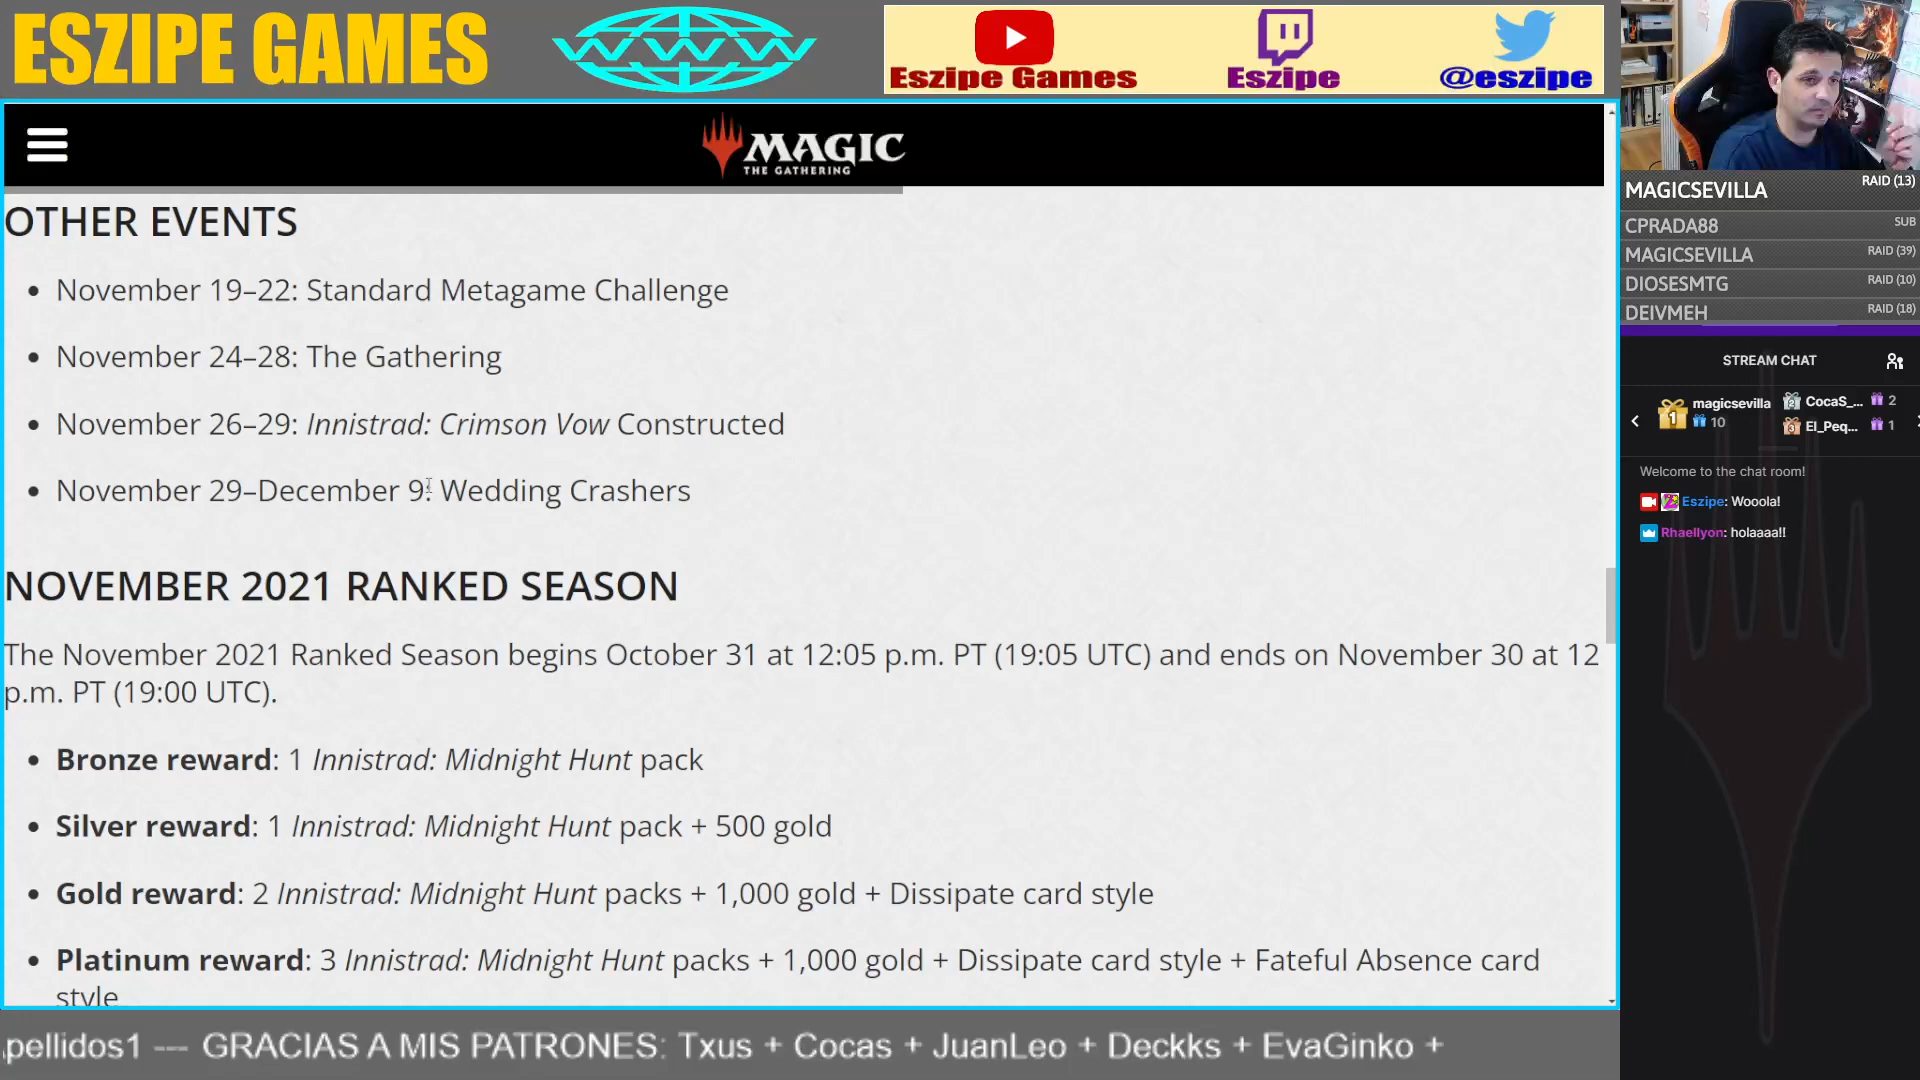 ESZIPE GAMES
WWW
Eszipe Games
Eszipe
@eszipe
MAGIC
THE GATHERING
OTHER EVENTS
• November 19–22: Standard Metagame Challenge
• November 24–28: The Gathering
• November 26–29: Innistrad: Crimson Vow Constructed
• November 29–December 9: Wedding Crashers
NOVEMBER 2021 RANKED SEASON
The November 2021 Ranked Season begins October 31 at 12:05 p.m. PT (19:05 UTC) and ends on November 30 at 12
p.m. PT (19:00 UTC).
• Bronze reward: 1 Innistrad: Midnight Hunt pack
• Silver reward: 1 Innistrad: Midnight Hunt pack + 500 gold
• Gold reward: 2 Innistrad: Midnight Hunt packs + 1,000 gold + Dissipate card style
• Platinum reward: 3 Innistrad: Midnight Hunt packs + 1,000 gold + Dissipate card style + Fateful Absence card
style
MAGICSEVILLA RAID (13)
CPRADA88 SUB
MAGICSEVILLA RAID (39)
DIOSESMTG RAID (10)
DEIVMEH RAID (18)
STREAM CHAT
1 magicsevilla 10
2 CocaS_... 2
3 El_Peq... 1
Welcome to the chat room!
Eszipe: Wooola!
Rhaellyon: holaaaa!!
pellidos1 --- GRACIAS A MIS PATRONES: Txus + Cocas + JuanLeo + Deckks + EvaGinko +